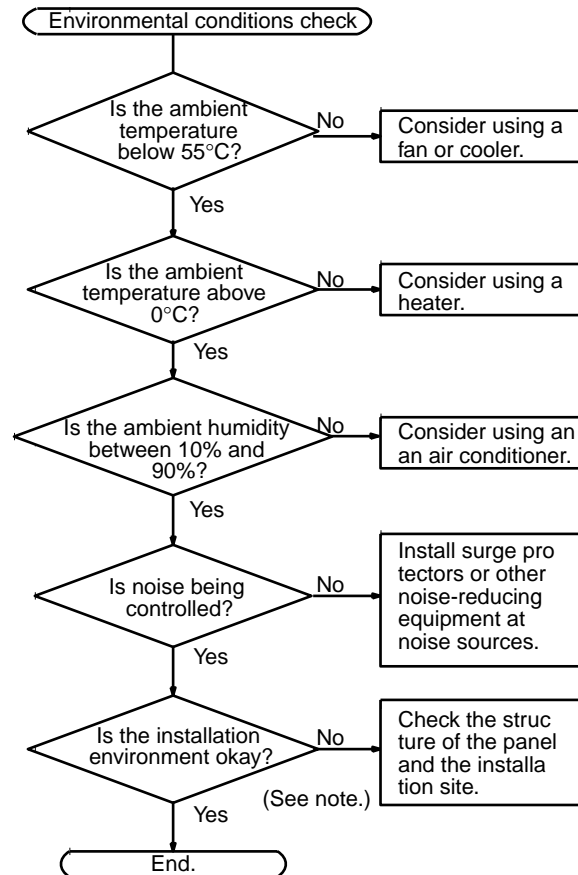 Environmental conditions check
Is the ambient
temperature
below 55°C?
No
Consider using a
fan or cooler.
Yes
Is the ambient
temperature above
0°C?
No
Consider using a
heater.
Yes
Is the ambient humidity
between 10% and
90%?
No
Consider using an
an air conditioner.
Yes
Is noise being
controlled?
No
Install surge pro
tectors or other
noise-reducing
equipment at
noise sources.
Yes
Is the installation
environment okay?
No
Check the struc
ture of the panel
and the installa
tion site.
(See note.)
Yes
End.